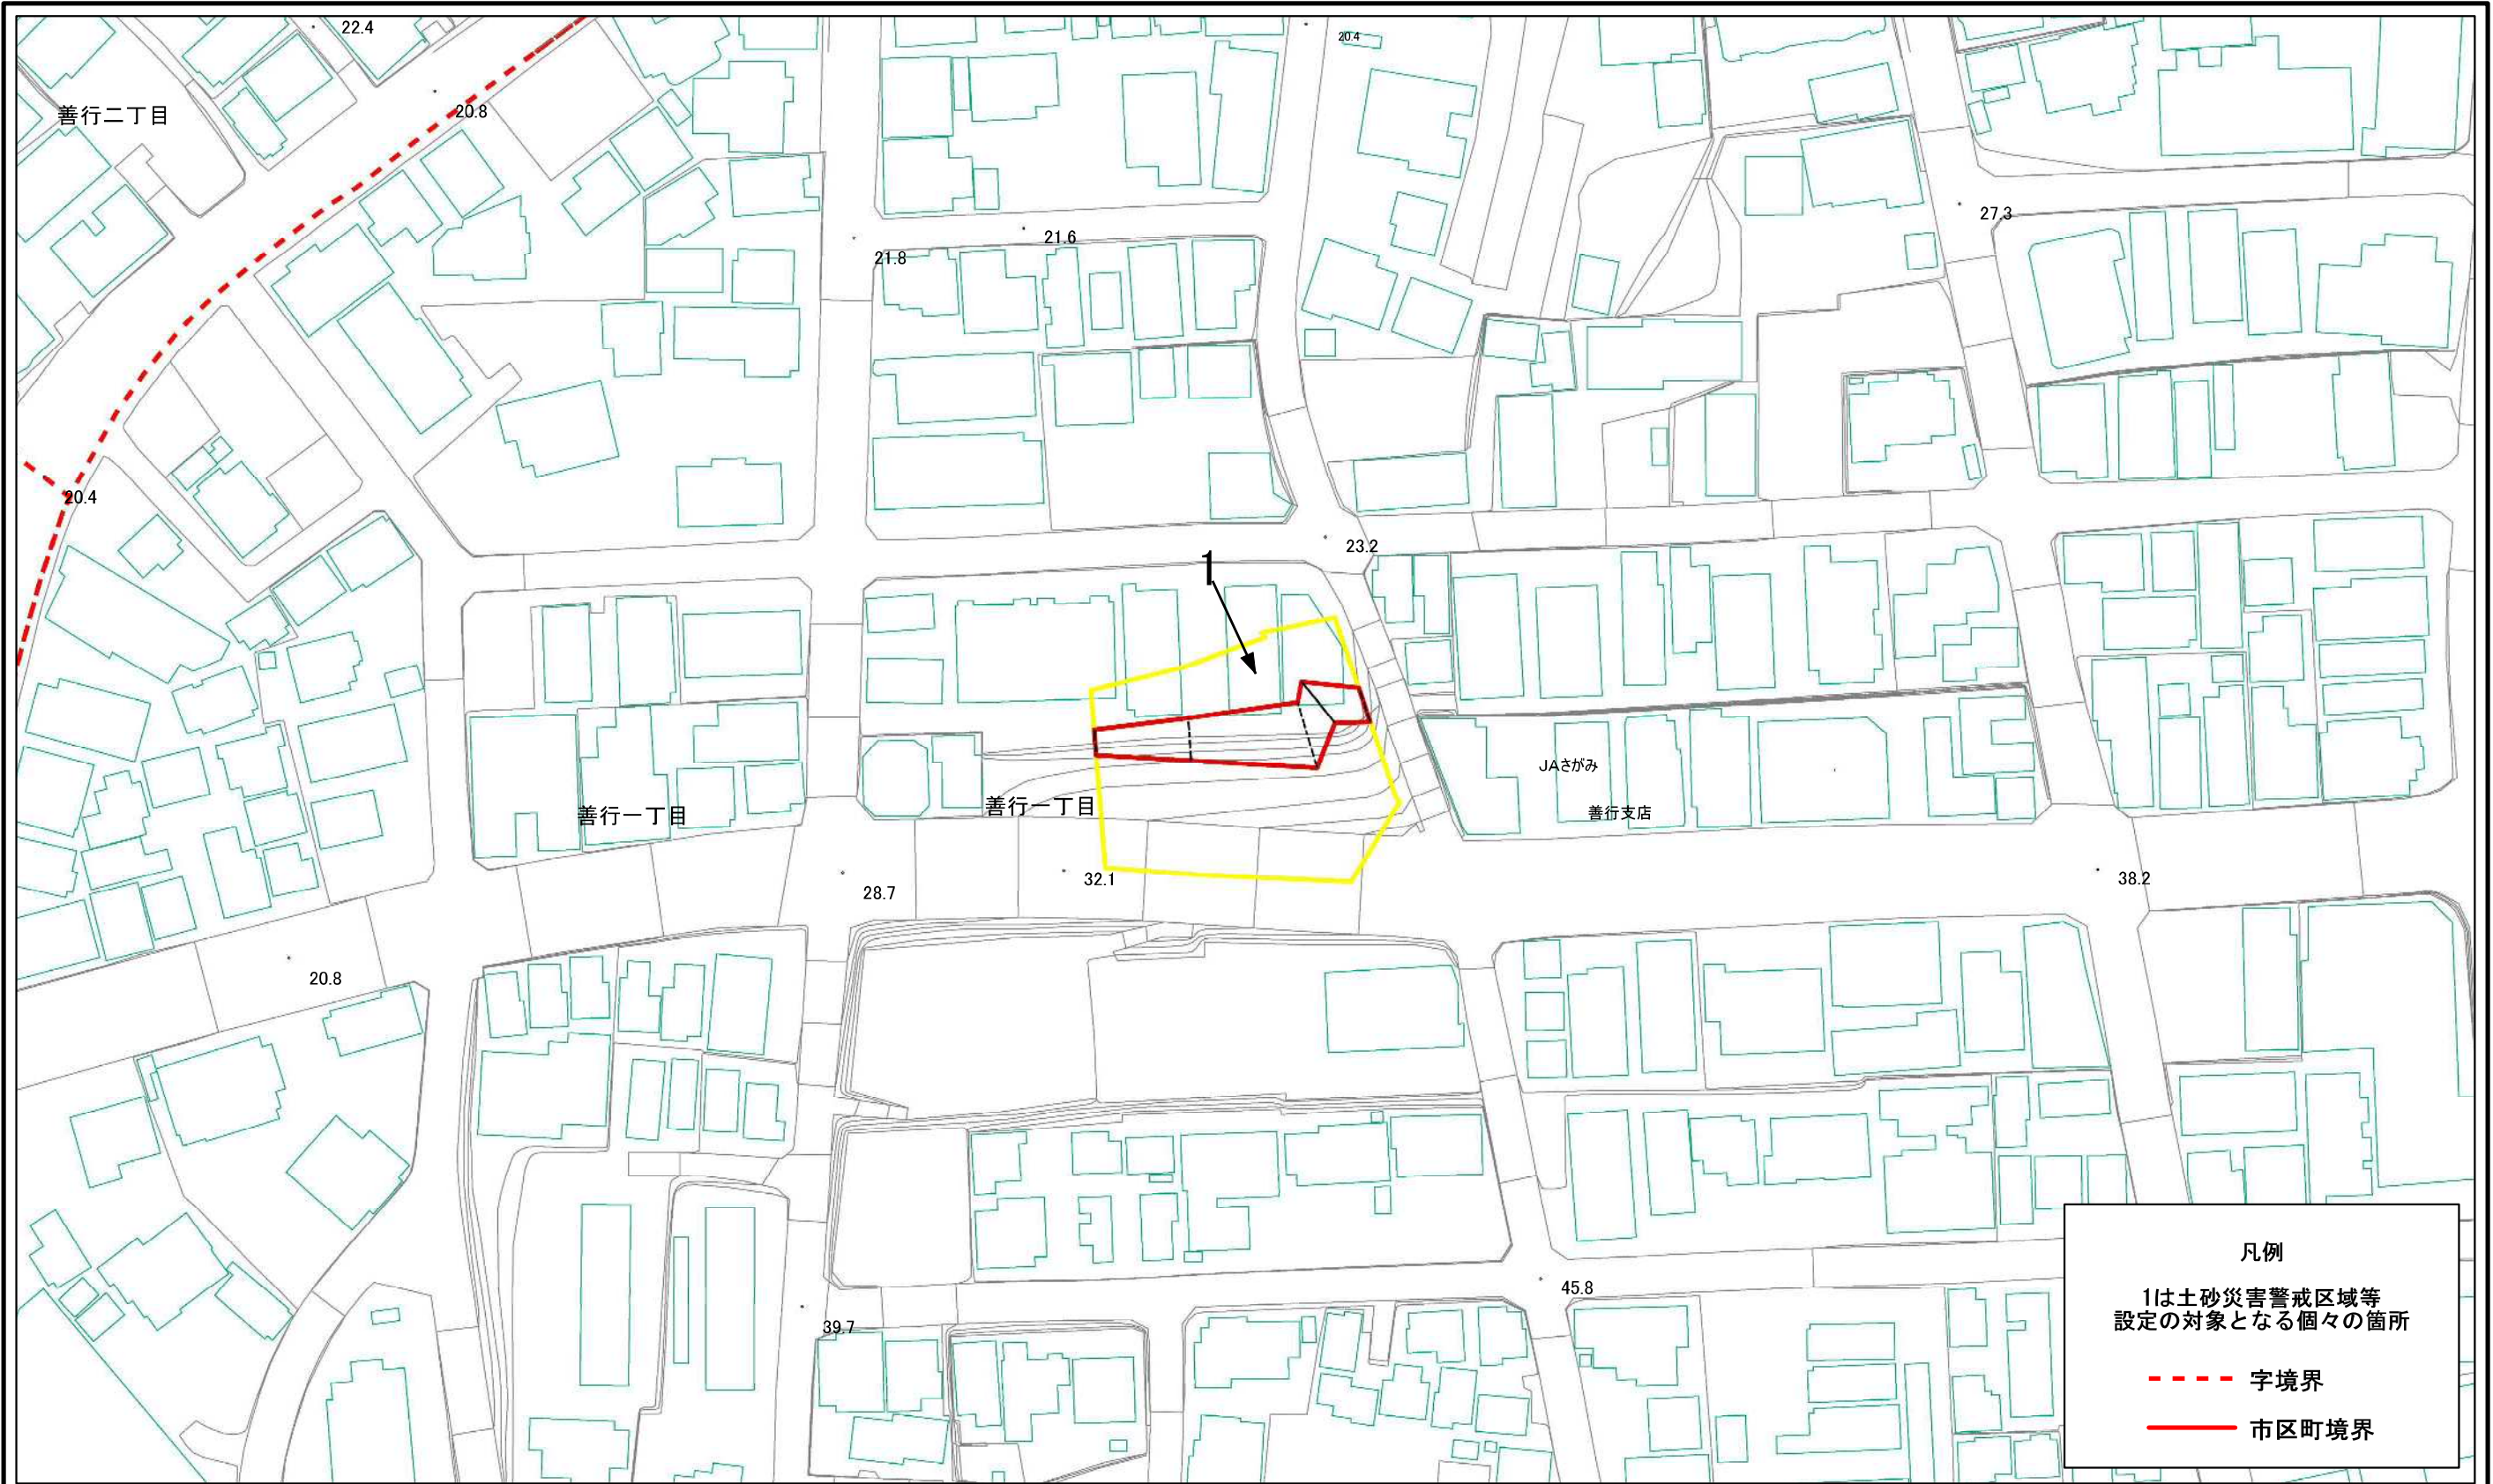 22.4
20.4
善行二丁目
20.8
27.3
21.6
21.8
20.4
23.2
1
JAさがみ
善行支店
善行一丁目
善行一丁目
28.7
32.1
38.2
20.8
45.8
39.7
凡例
1は土砂災害警戒区域等
設定の対象となる個々の箇所
字境界
市区町境界